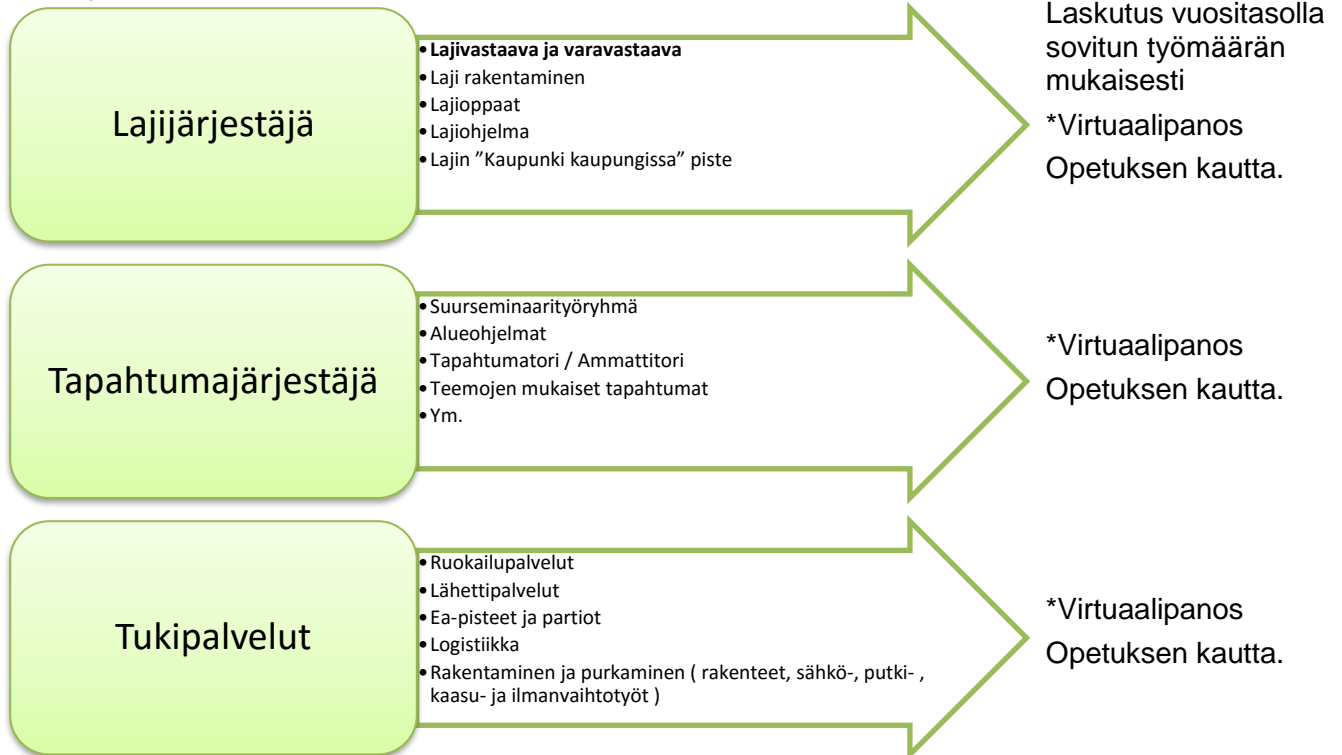 Lajijärjestäjä
•Lajivastaava ja varavastaava
•Laji rakentaminen
•Lajioppaat
•Lajiohjelma
•Lajin ”Kaupunki kaupungissa” piste
Laskutus vuositasolla
sovitun työmäärän
mukaisesti
*Virtuaalipanos
Opetuksen kautta.
Tapahtumajärjestäjä
•Suurseminaarityöryhmä
•Alueohjelmat
•Tapahtumatori / Ammattitori
•Teemojen mukaiset tapahtumat
•Ym.
*Virtuaalipanos
Opetuksen kautta.
Tukipalvelut
•Ruokailupalvelut
•Lähettipalvelut
•Ea-pisteet ja partiot
•Logistiikka
•Rakentaminen ja purkaminen ( rakenteet, sähkö-, putki- ,
kaasu- ja ilmanvaihtotyöt )
*Virtuaalipanos
Opetuksen kautta.